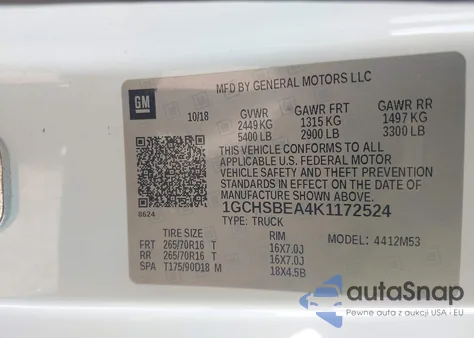 MFD BY GENERAL MOTORS LLC
GM
10/18 GVWR GAWR FRT GAWR RR
2449 KG 1315 KG 1497 KG
5400 LB 2900 LB 3300 LB
THIS VEHICLE CONFORMS TO ALL
APPLICABLE U.S. FEDERAL MOTOR
VEHICLE SAFETY AND THEFT PREVENTION
STANDARDS IN EFFECT ON THE DATE OF
MANUFACTURE SHOWN ABOVE.
1GCHSBEA4K1172524
0624
TYPE: TRUCK
TIRE SIZE RIM MODEL: 4412M53
FRT 265/70R16 T 16X7.0J
RR 265/70R16 T 16X7.0J
SPA T175/90D18 M 18X4.5B
autoSnap
Pewne auta z aukcji USA i EU